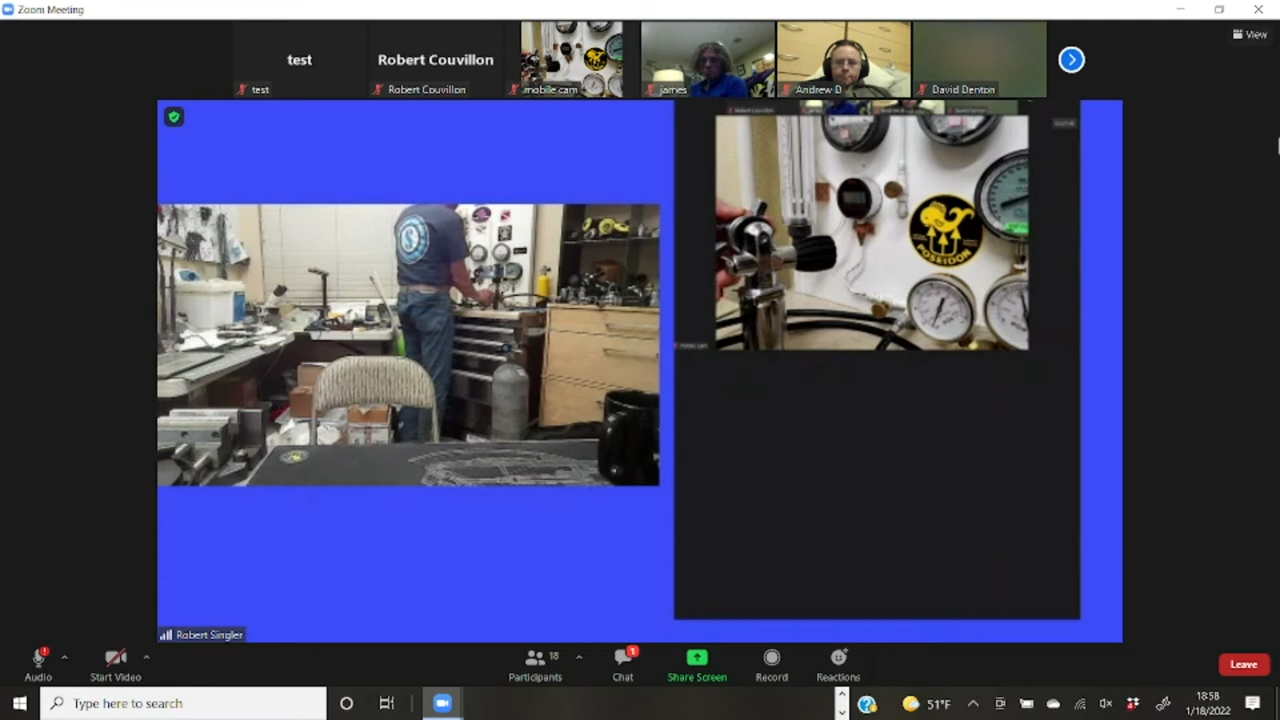 Zoom Meeting
View
test
Robert Couvillon
test
Robert Couvillon
mobile cam
james
Andrew D
David Denton
POSEIDON
Robert Singler
Audio
Start Video
18
Participants
1
Chat
Share Screen
Record
Reactions
Leave
Type here to search
51°F
18:58
1/18/2022